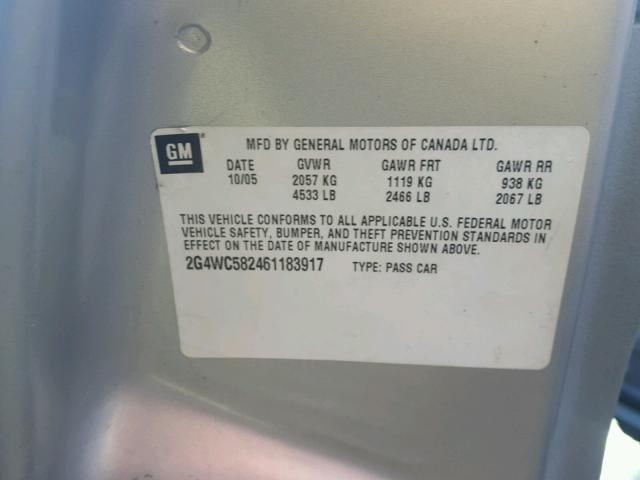 GM® MFD BY GENERAL MOTORS OF CANADA LTD.
DATE GVWR GAWR FRT GAWR RR
10/05 2057 KG 1119 KG 938 KG
4533 LB 2466 LB 2067 LB
THIS VEHICLE CONFORMS TO ALL APPLICABLE U.S. FEDERAL MOTOR
VEHICLE SAFETY, BUMPER, AND THEFT PREVENTION STANDARDS IN
EFFECT ON THE DATE OF MANUFACTURE SHOWN ABOVE.
2G4WC582461183917 TYPE: PASS CAR